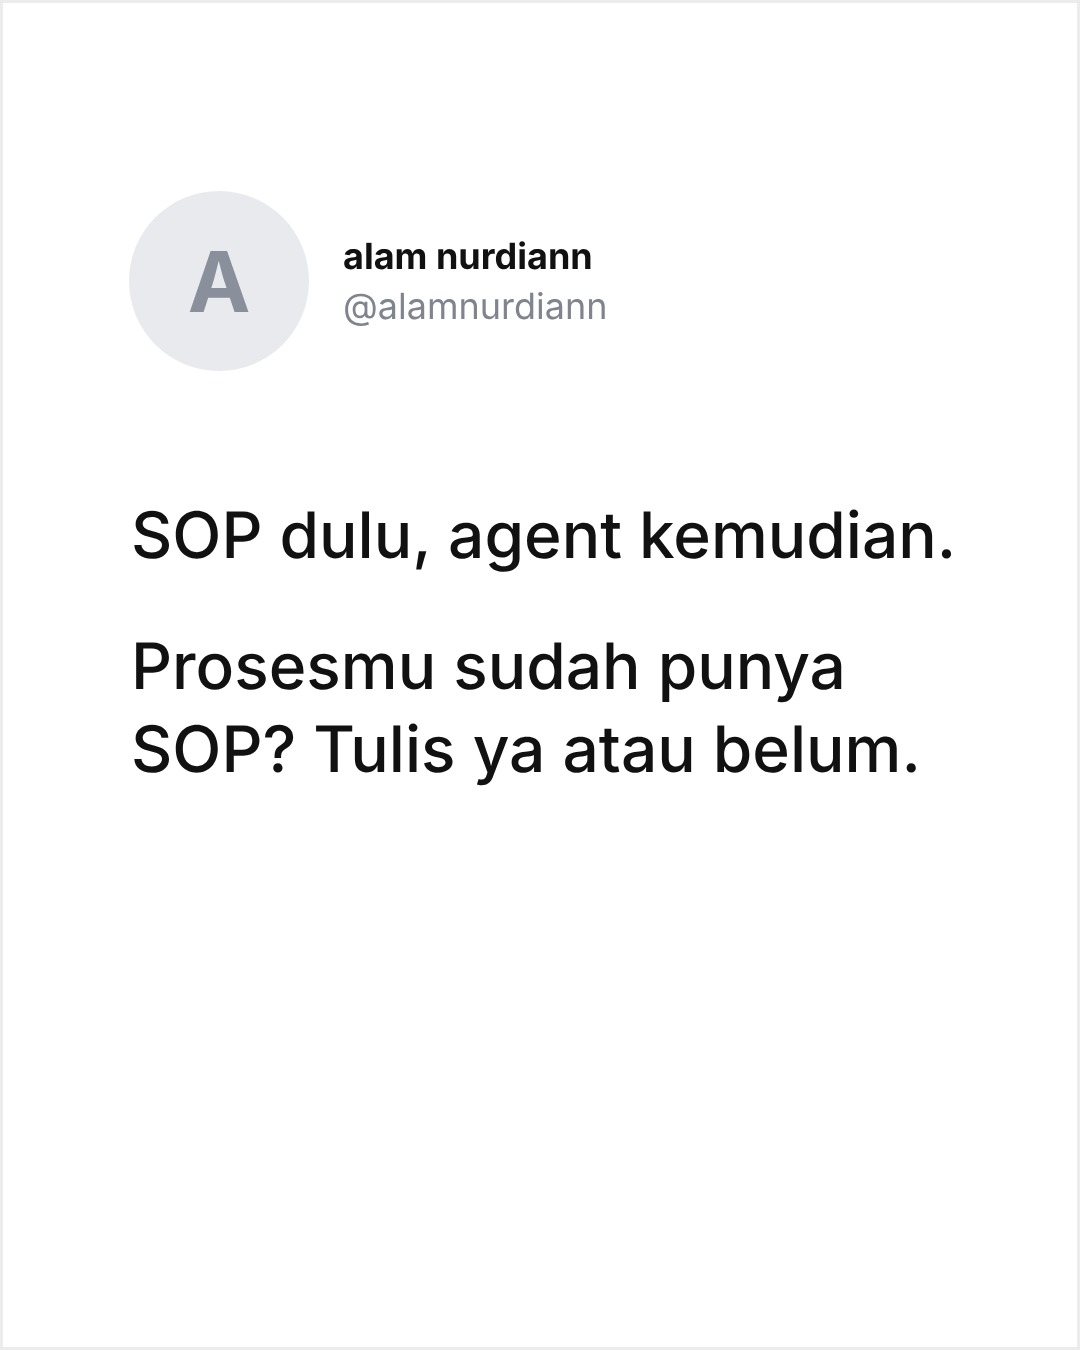 A
alam nurdiann
@alamnurdiann
SOP dulu, agent kemudian.
Prosesmu sudah punya
SOP? Tulis ya atau belum.